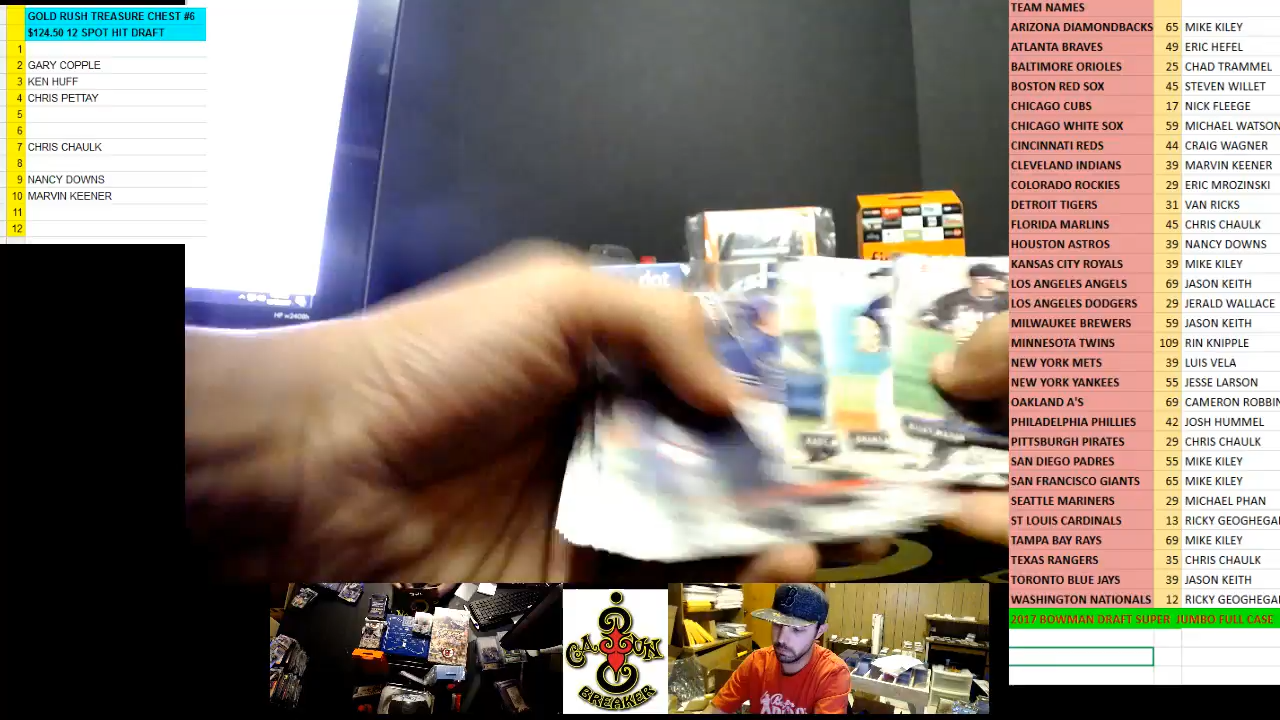 GOLD RUSH TREASURE CHEST #6
$124.50 12 SPOT HIT DRAFT
1
2 GARY COPPLE
3 KEN HUFF
4 CHRIS PETTAY
5
6
7 CHRIS CHAULK
8
9 NANCY DOWNS
10 MARVIN KEENER
11
12
TEAM NAMES
ARIZONA DIAMONDBACKS 65 MIKE KILEY
ATLANTA BRAVES 49 ERIC HEFEL
BALTIMORE ORIOLES 25 CHAD TRAMMEL
BOSTON RED SOX 45 STEVEN WILLET
CHICAGO CUBS 17 NICK FLEEGE
CHICAGO WHITE SOX 59 MICHAEL WATSON
CINCINNATI REDS 44 CRAIG WAGNER
CLEVELAND INDIANS 39 MARVIN KEENER
COLORADO ROCKIES 29 ERIC MROZINSKI
DETROIT TIGERS 31 VAN RICKS
FLORIDA MARLINS 45 CHRIS CHAULK
HOUSTON ASTROS 39 NANCY DOWNS
KANSAS CITY ROYALS 39 MIKE KILEY
LOS ANGELES ANGELS 69 JASON KEITH
LOS ANGELES DODGERS 29 JERALD WALLACE
MILWAUKEE BREWERS 59 JASON KEITH
MINNESOTA TWINS 109 RIN KNIPPLE
NEW YORK METS 39 LUIS VELA
NEW YORK YANKEES 55 JESSE LARSON
OAKLAND A'S 69 CAMERON ROBBIN
PHILADELPHIA PHILLIES 42 JOSH HUMMEL
PITTSBURGH PIRATES 29 CHRIS CHAULK
SAN DIEGO PADRES 55 MIKE KILEY
SAN FRANCISCO GIANTS 65 MIKE KILEY
SEATTLE MARINERS 29 MICHAEL PHAN
ST LOUIS CARDINALS 13 RICKY GEOGHEGA
TAMPA BAY RAYS 69 MIKE KILEY
TEXAS RANGERS 35 CHRIS CHAULK
TORONTO BLUE JAYS 39 JASON KEITH
WASHINGTON NATIONALS 12 RICKY GEOGHEGA
2017 BOWMAN DRAFT SUPER JUMBO FULL CASE
dot
BREAKER